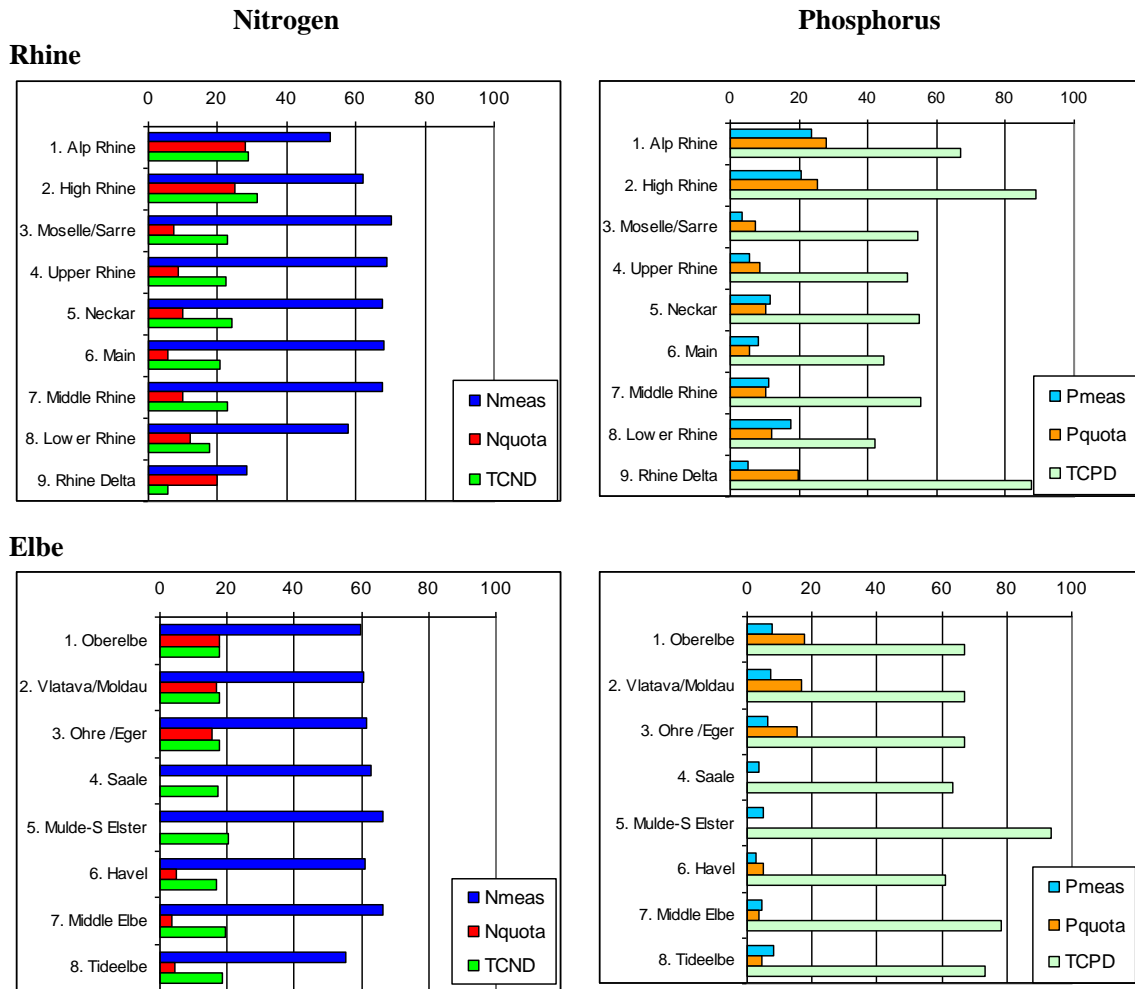 Nitrogen
Phosphorus
Rhine
0 20 40 60 80 100
1. Alp Rhine
2. High Rhine
3. Moselle/Sarre
4. Upper Rhine
5. Neckar
6. Main
7. Middle Rhine
8. Lower Rhine
9. Rhine Delta
Nmeas
Nquota
TCND
0 20 40 60 80 100
1. Alp Rhine
2. High Rhine
3. Moselle/Sarre
4. Upper Rhine
5. Neckar
6. Main
7. Middle Rhine
8. Lower Rhine
9. Rhine Delta
Pmeas
Pquota
TCPD
Elbe
0 20 40 60 80 100
1. Oberelbe
2. Vlatava/Moldau
3. Ohre /Eger
4. Saale
5. Mulde-S Elster
6. Havel
7. Middle Elbe
8. Tideelbe
Nmeas
Nquota
TCND
0 20 40 60 80 100
1. Oberelbe
2. Vlatava/Moldau
3. Ohre /Eger
4. Saale
5. Mulde-S Elster
6. Havel
7. Middle Elbe
8. Tideelbe
Pmeas
Pquota
TCPD